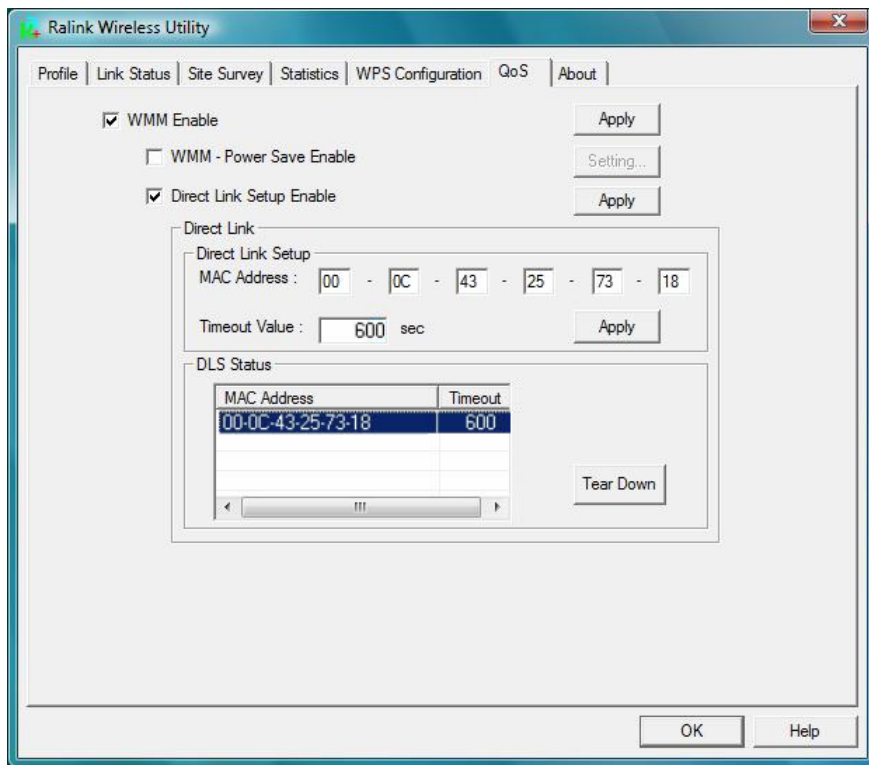 Ralink Wireless Utility
Profile Link Status Site Survey Statistics WPS Configuration QoS About
WMM Enable Apply
WMM - Power Save Enable Setting...
Direct Link Setup Enable Apply
Direct Link
Direct Link Setup
MAC Address : 00 - 0C - 43 - 25 - 73 - 18
Timeout Value : 600 sec Apply
DLS Status
MAC Address Timeout
00-0C-43-25-73-18 600
Tear Down
OK Help